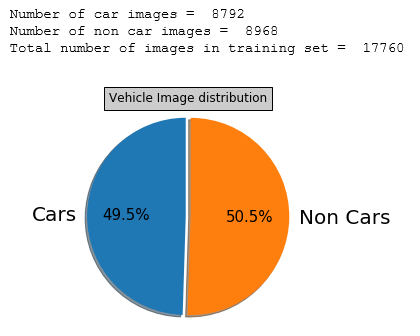 Number of car images =  8792
Number of non car images =  8968
Total number of images in training set =  17760
Vehicle Image distribution
Cars
49.5%
50.5%
Non Cars